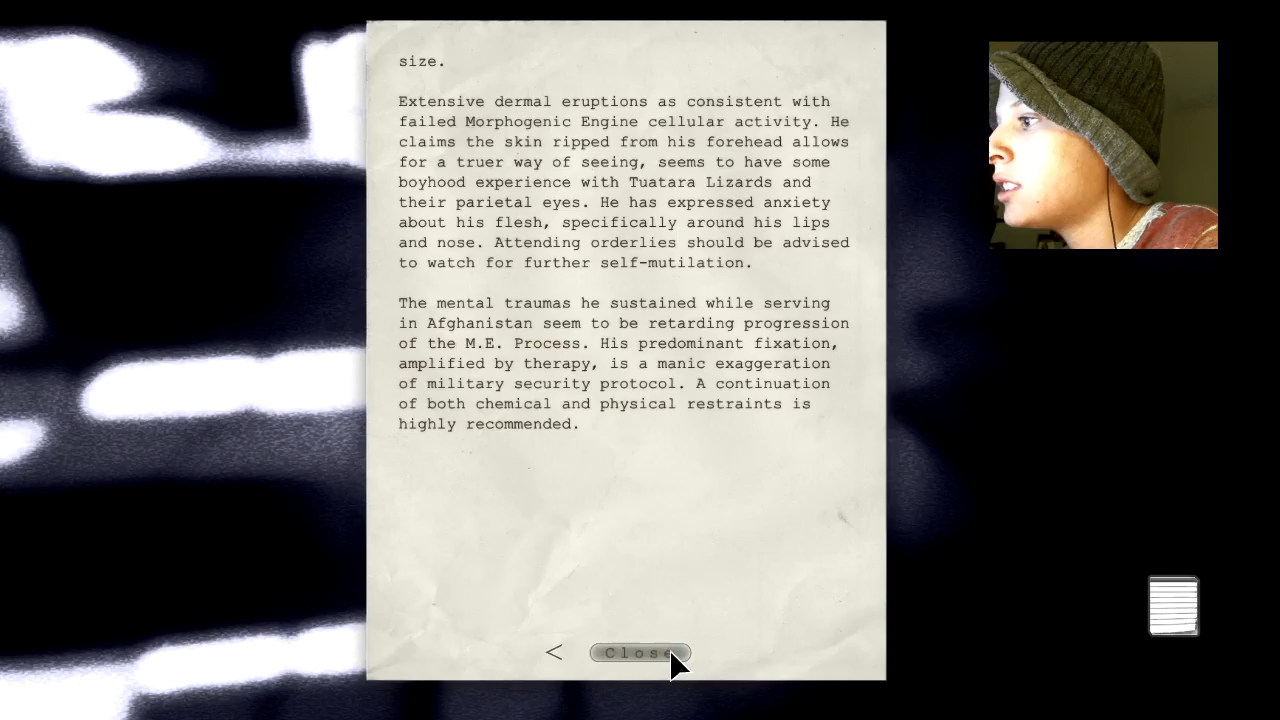 size.
Extensive dermal eruptions as consistent with
failed Morphogenic Engine cellular activity. He
claims the skin ripped from his forehead allows
for a truer way of seeing, seems to have some
boyhood experience with Tuatara Lizards and
their parietal eyes. He has expressed anxiety
about his flesh, specifically around his lips
and nose. Attending orderlies should be advised
to watch for further self-mutilation.
The mental traumas he sustained while serving
in Afghanistan seem to be retarding progression
of the M.E. Process. His predominant fixation,
amplified by therapy, is a manic exaggeration
of military security protocol. A continuation
of both chemical and physical restraints is
highly recommended.
< Close